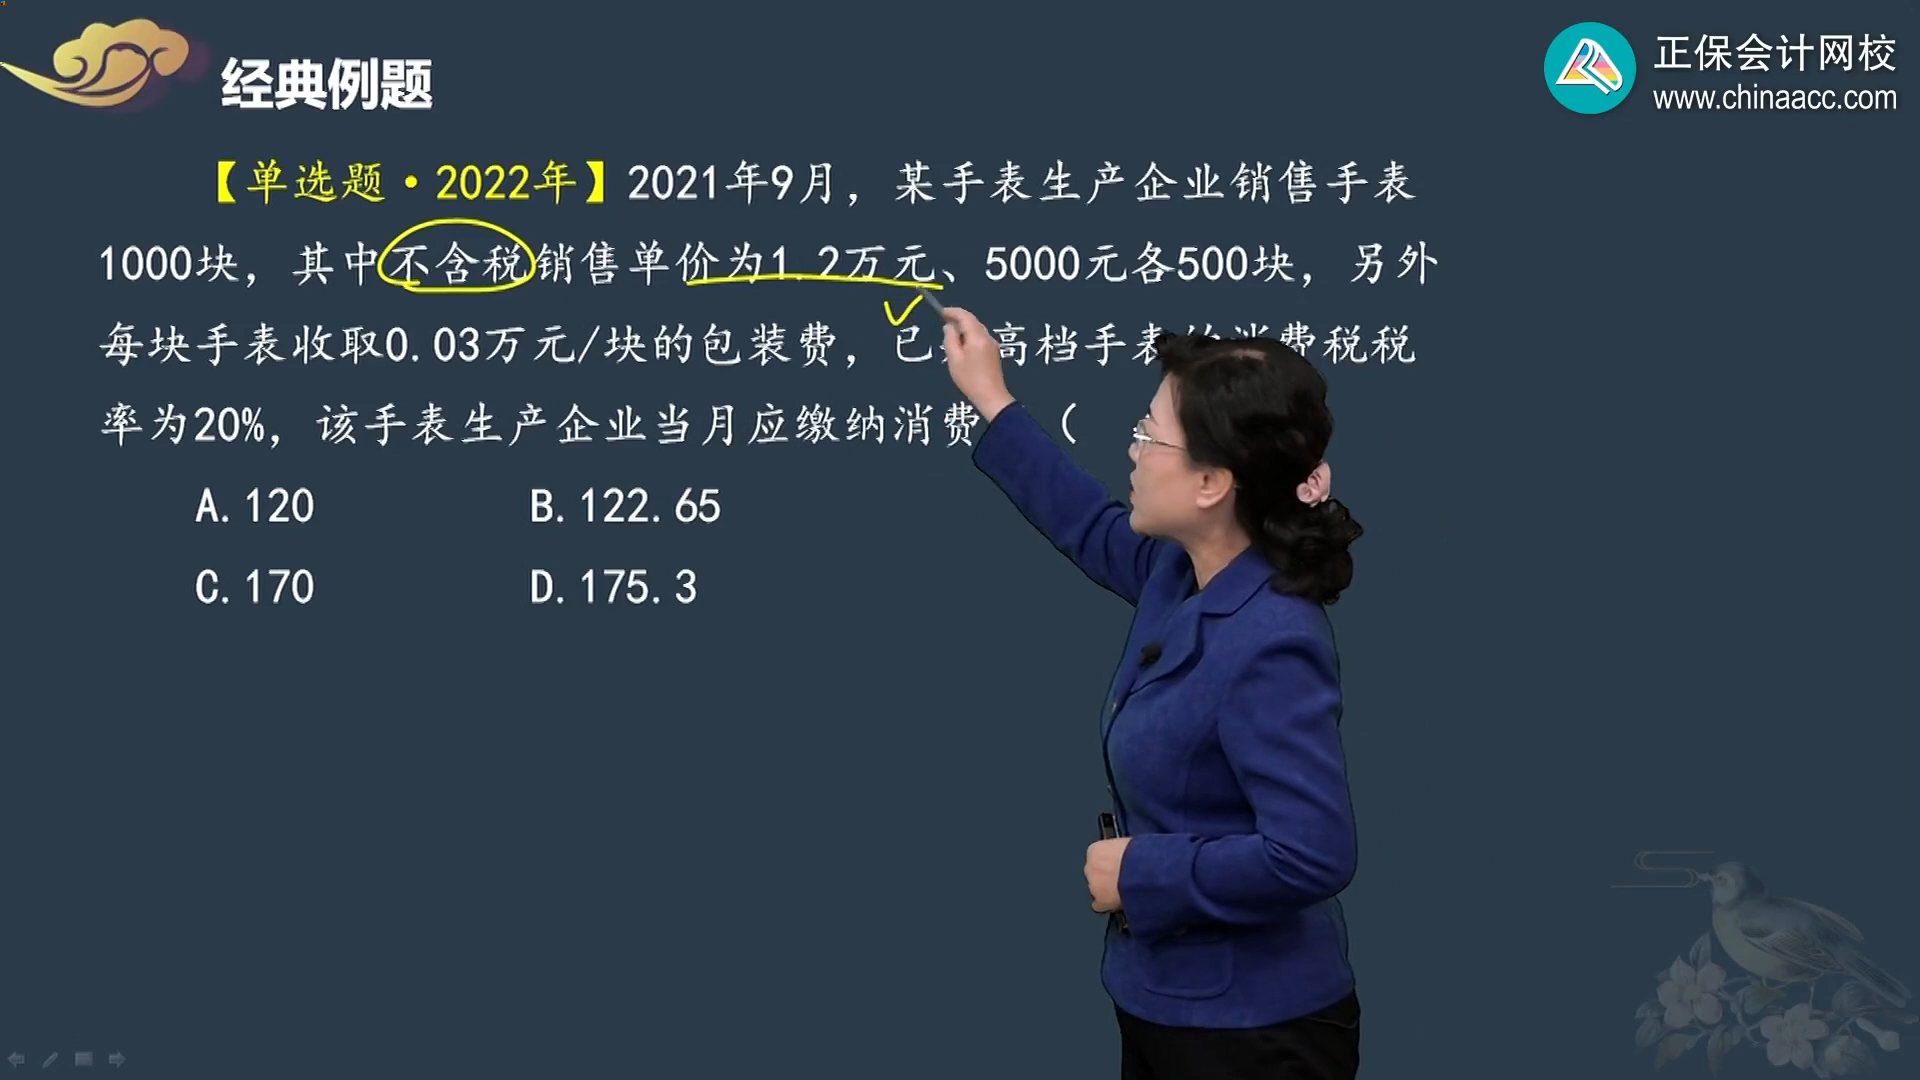 经典例题
正保会计网校
www.chinaacc.com
【单选题·2022年】2021年9月，某手表生产企业销售手表
1000块，其中不含税销售单价为1.2万元、5000元各500块，另外
每块手表收取0.03万元/块的包装费，已 高档手表 消费税税
率为20%，该手表生产企业当月应缴纳消费 （
A.120 B.122.65
C.170 D.175.3